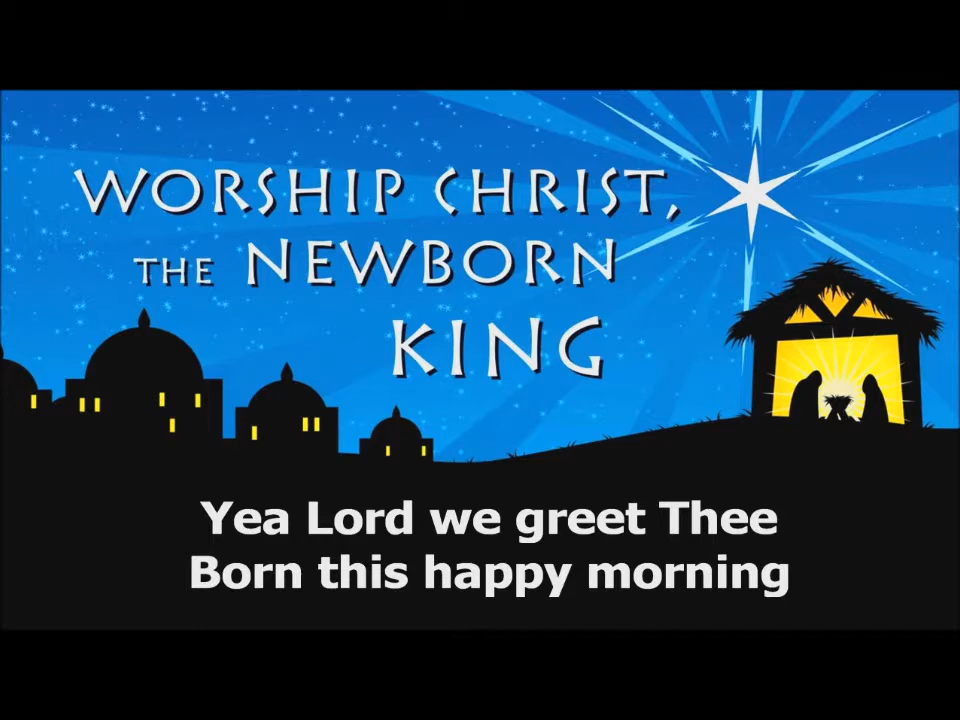 WORSHIP CHRIST,
THE NEWBORN
KING
Yea Lord we greet Thee
Born this happy morning